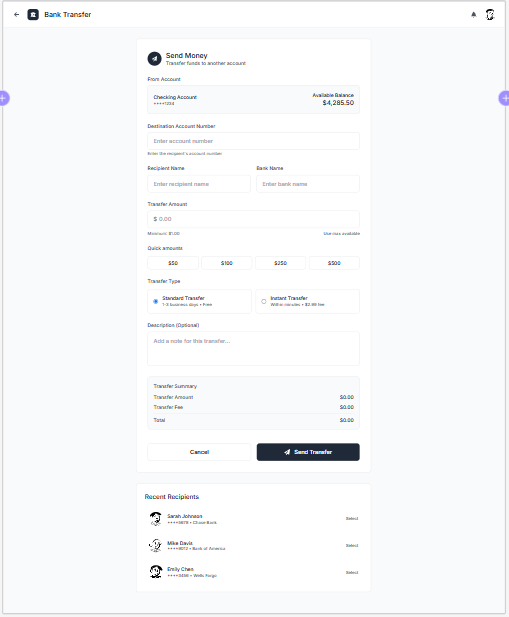 Bank Transfer
Send Money
Transfer funds to another account
From Account
Checking Account
Available Balance
****1234
$4,285.50
Destination Account Number
Enter account number
Enter the recipient's account number
Recipient Name
Bank Name
Enter recipient name
Enter bank name
Transfer Amount
$ 0.00
Minimum: $1.00
Use max available
Quick amounts
$50
$100
$250
$500
Transfer Type
Standard Transfer
1-3 business days • Free
Instant Transfer
Within minutes • $2.99 fee
Description (Optional)
Add a note for this transfer...
Transfer Summary
Transfer Amount $0.00
Transfer Fee $0.00
Total $0.00
Cancel
Send Transfer
Recent Recipients
Sarah Johnson
• Chase Bank
Select
Mike Davis
• Bank of America
Select
Emily Chen
• Wells Fargo
Select